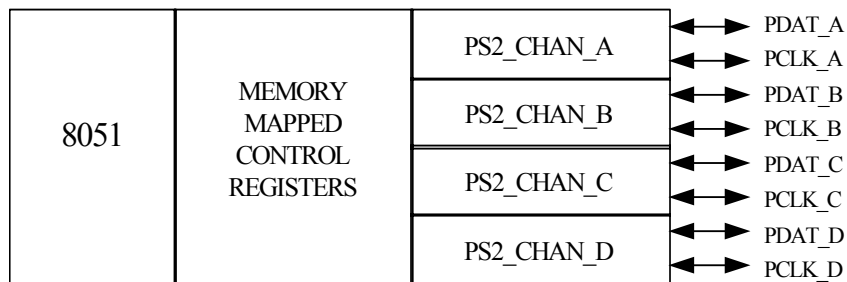 8051
MEMORY
MAPPED
CONTROL
REGISTERS
PS2_CHAN_A
PS2_CHAN_B
PS2_CHAN_C
PS2_CHAN_D
PDAT_A
PCLK_A
PDAT_B
PCLK_B
PDAT_C
PCLK_C
PDAT_D
PCLK_D